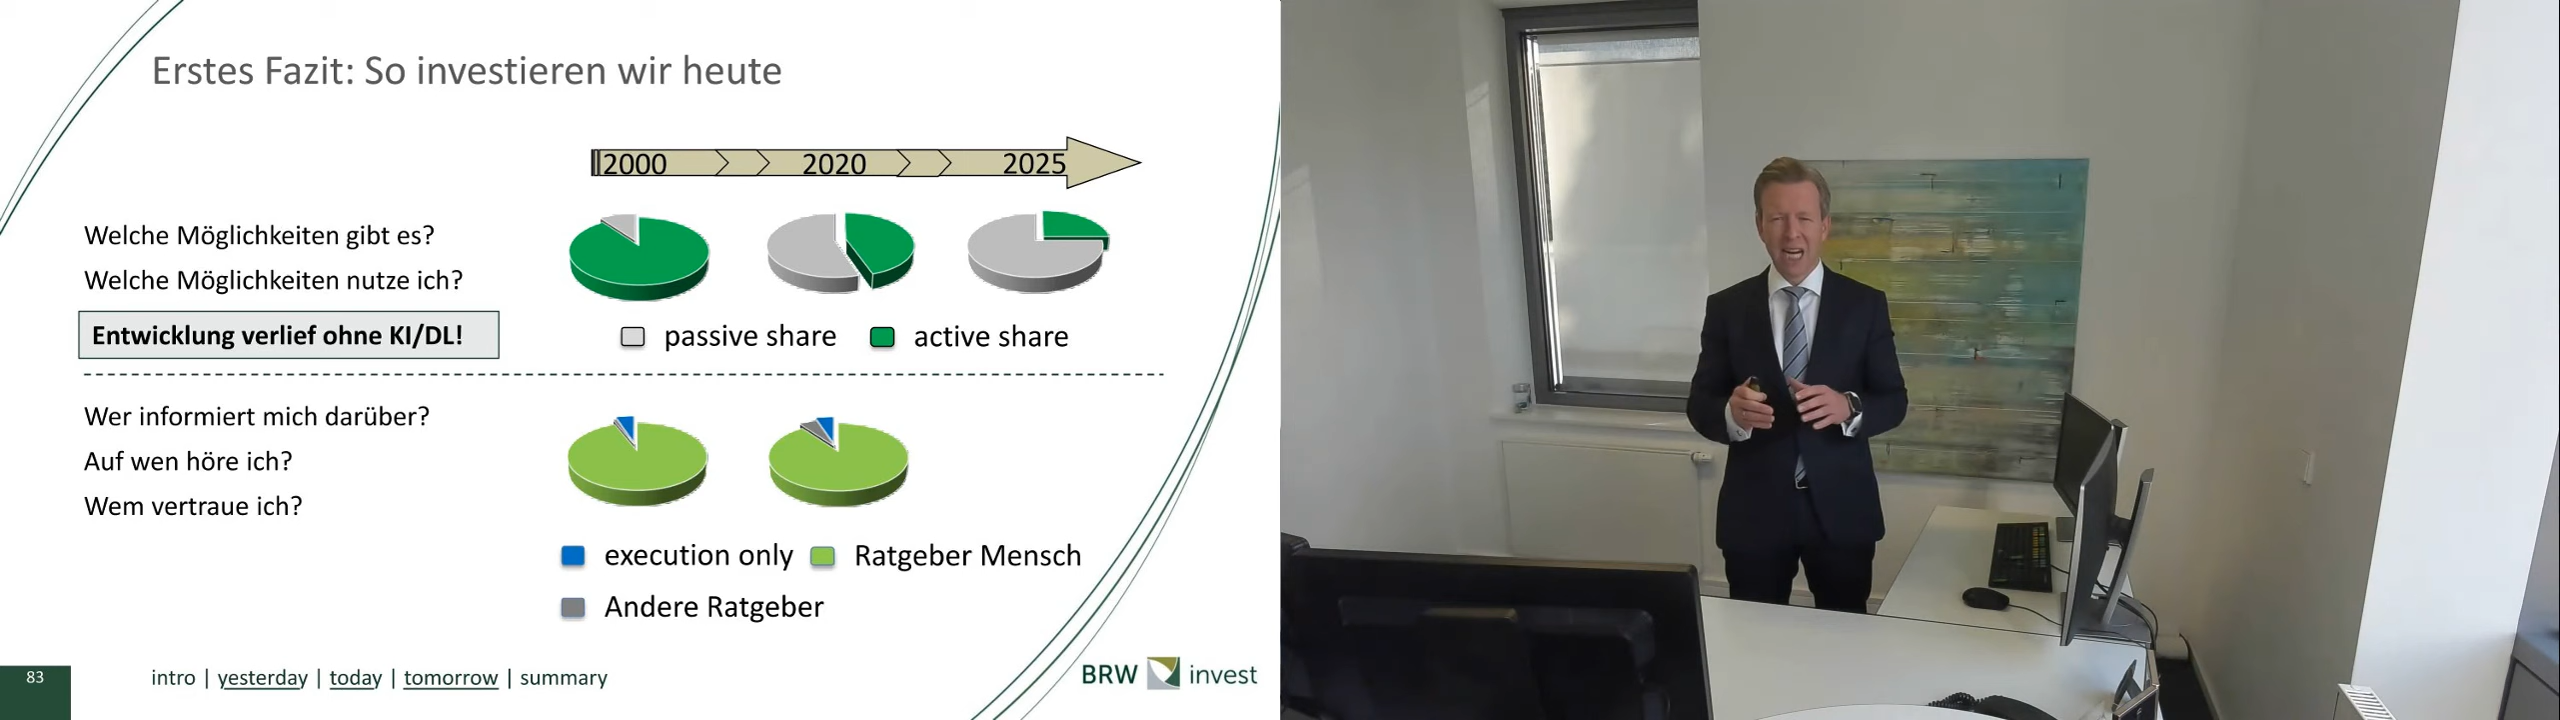 Erstes Fazit: So investieren wir heute
2000 2020 2025
Welche Möglichkeiten gibt es?
Welche Möglichkeiten nutze ich?
Entwicklung verlief ohne KI/DL!
passive share active share
Wer informiert mich darüber?
Auf wen höre ich?
Wem vertraue ich?
execution only Ratgeber Mensch
Andere Ratgeber
83 intro | yesterday | today | tomorrow | summary
BRW invest